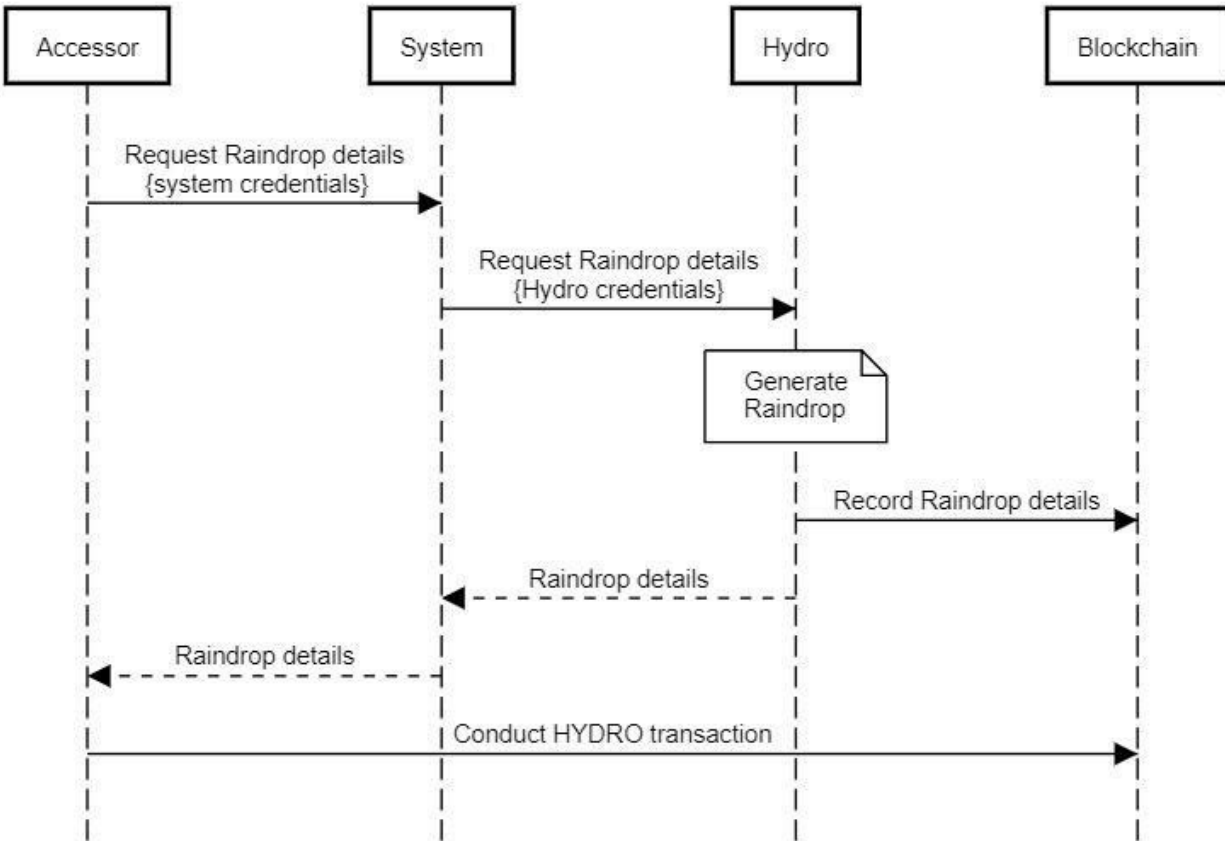 Accessor
System
Hydro
Blockchain
Request Raindrop details
{system credentials}
Request Raindrop details
{Hydro credentials}
Generate
Raindrop
Record Raindrop details
Raindrop details
Raindrop details
Conduct HYDRO transaction